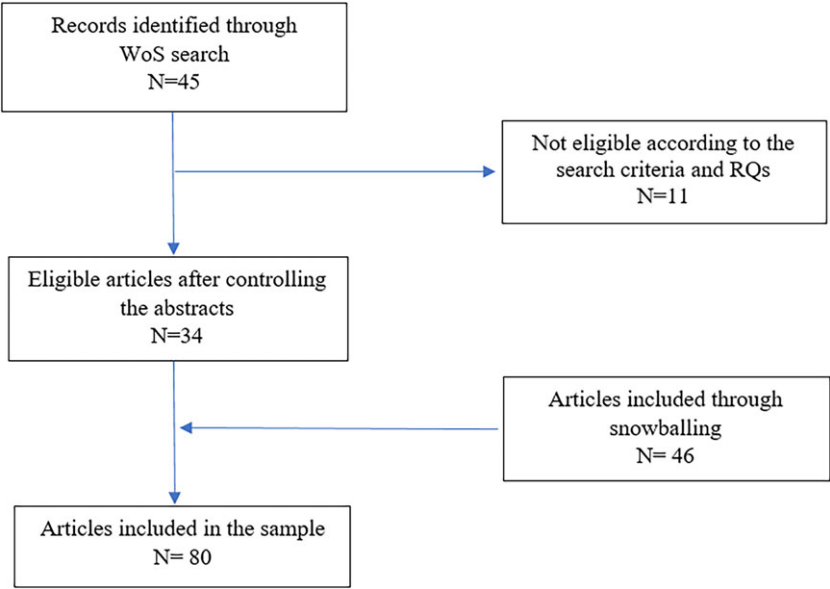 Records identified through
WoS search
N=45
Not eligible according to the
search criteria and RQs
N=11
Eligible articles after controlling
the abstracts
N=34
Articles included through
snowballing
N= 46
Articles included in the sample
N= 80